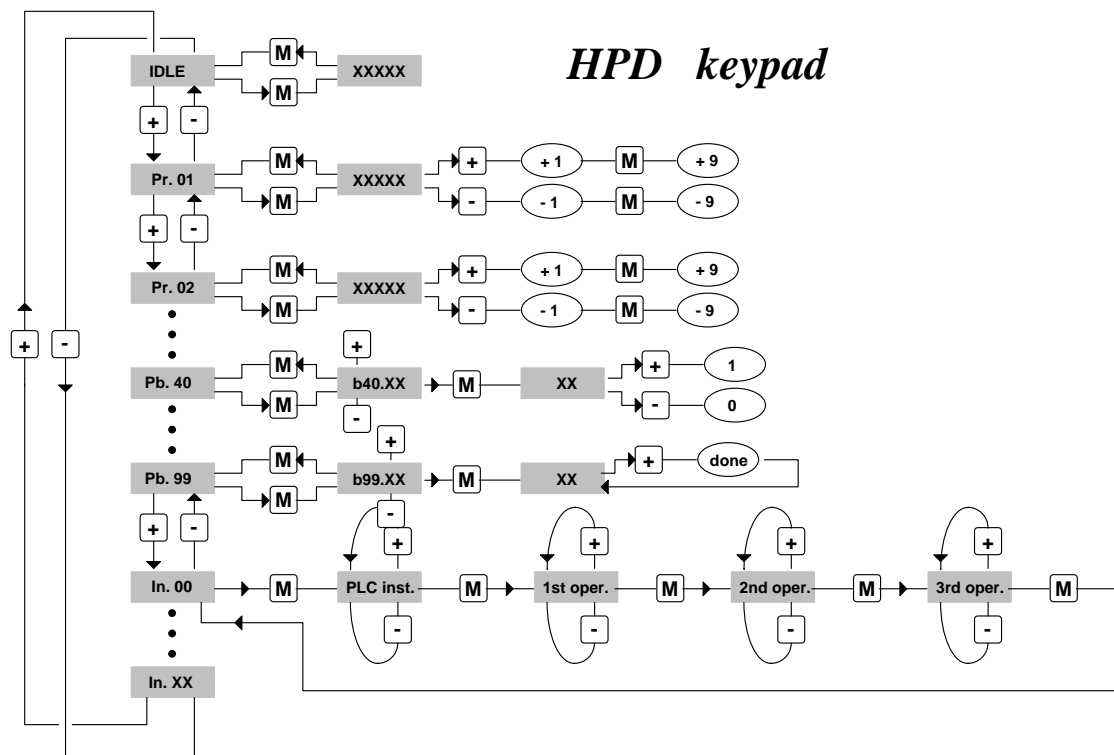 HPD keypad
M
IDLE
XXXXX
M
+
-
M
+
+ 1
M
+ 9
Pr. 01
XXXXX
M
-
- 1
M
- 9
+
-
M
+
+ 1
M
+ 9
Pr. 02
XXXXX
M
-
- 1
M
- 9
+
-
+
M
+
1
Pb. 40
b40.XX
M
XX
M
-
-
0
+
M
+
done
Pb. 99
b99.XX
M
XX
M
-
+
-
+
+
+
+
In. 00
M
PLC inst.
M
1st oper.
M
2nd oper.
M
3rd oper.
M
-
-
-
-
In. XX